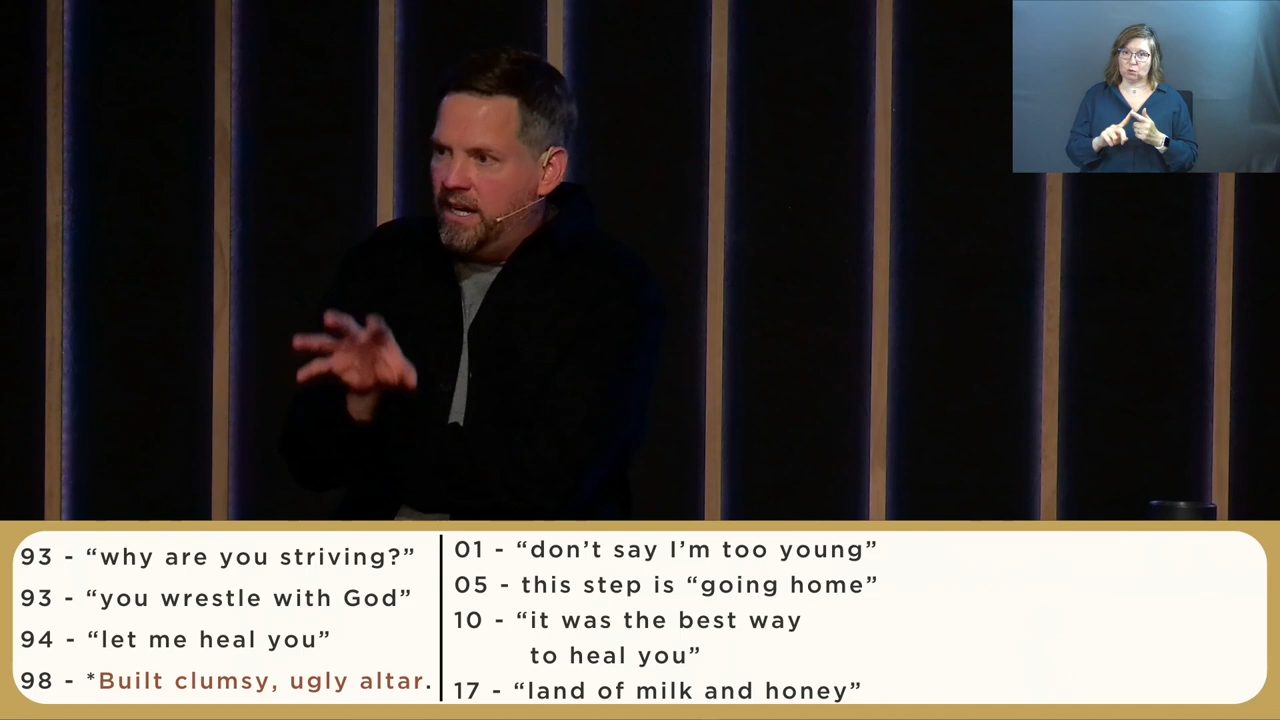 93 - “why are you striving?”
93 - “you wrestle with God”
94 - “let me heal you”
98 - *Built clumsy, ugly altar.
01 - “don’t say I’m too young”
05 - this step is “going home”
10 - “it was the best way
to heal you”
17 - “land of milk and honey”